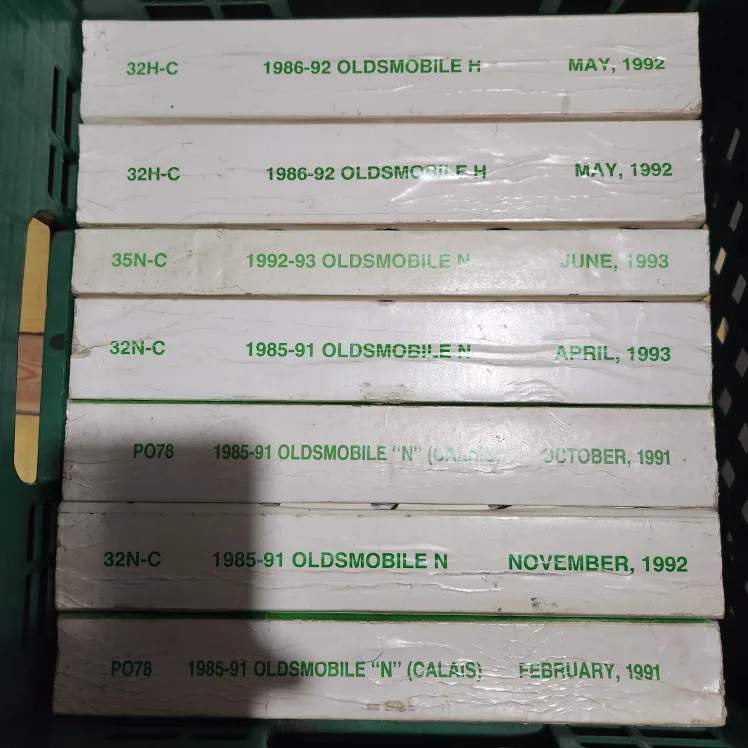 32H-C 1986-92 OLDSMOBILE H MAY, 1992
32H-C 1986-92 OLDSMOBILE H MAY, 1992
35N-C 1992-93 OLDSMOBILE N JUNE, 1993
32N-C 1985-91 OLDSMOBILE N APRIL, 1993
PO78 1985-91 OLDSMOBILE “N” (CALAIS) OCTOBER, 1991
32N-C 1985-91 OLDSMOBILE N NOVEMBER, 1992
PO78 1985-91 OLDSMOBILE “N” (CALAIS) FEBRUARY, 1991